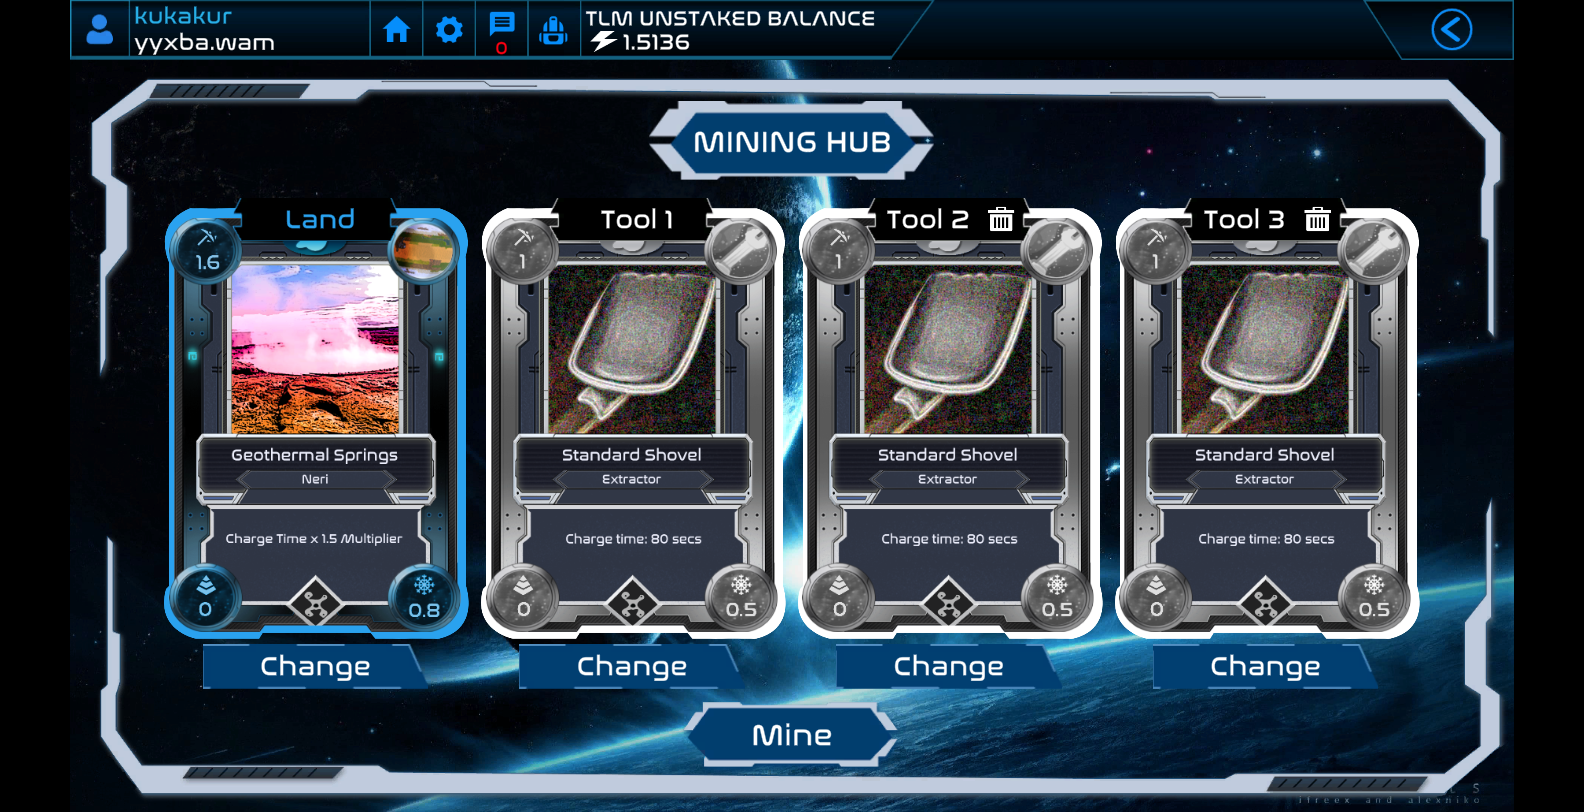 kukakur
yyxba.wam
0
TLM UNSTAKED BALANCE
1.5136
MINING HUB
Land
1.6
Geothermal Springs
Neri
Charge Time x 1.5 Multiplier
0
0.8
Change
Tool 1
1
Standard Shovel
Extractor
Charge time: 80 secs
0
0.5
Change
Tool 2
1
Standard Shovel
Extractor
Charge time: 80 secs
0
0.5
Change
Tool 3
1
Standard Shovel
Extractor
Charge time: 80 secs
0
0.5
Change
Mine
S
ifreex and alexniko